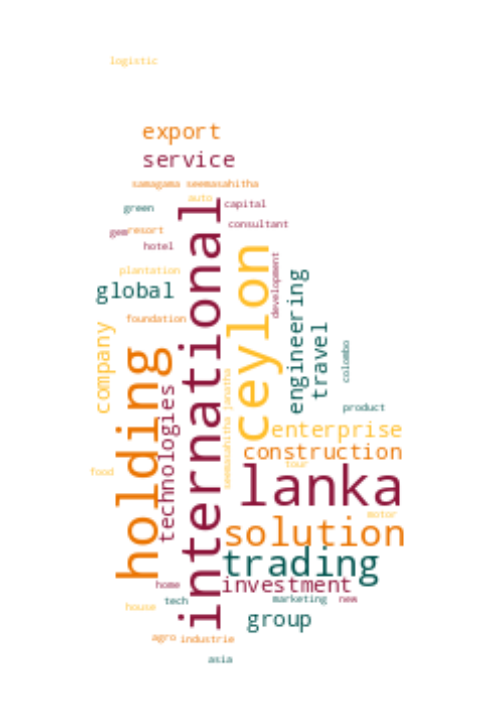 logistic
export
service
samagama seemasahitha
auto
green
capital
gem
resort
consultant
hotel
international
ceylon
development
plantation
global
engineering
foundation
travel
company
colombo
holding
technologies
seemasahitha janatha
product
enterprise
construction
tour
food
lanka
motor
solution
trading
home
investment
tech
marketing
new
house
group
agro
industrie
asia